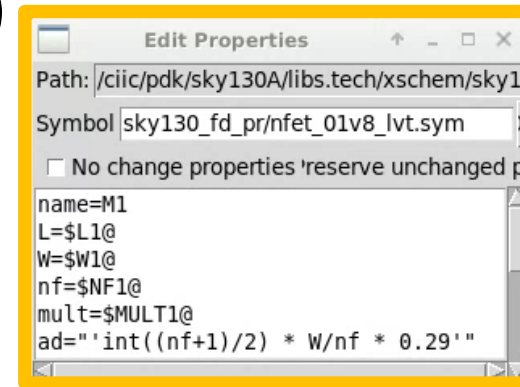 Edit Properties
Path: /ciic/pdk/sky130A/libs.tech/xschem/sky1
Symbol sky130_fd_pr/nfet_01v8_lvt.sym
No change properties 'reserve unchanged p
name=M1
L=$L1@
W=$W1@
nf=$NF1@
mult=$MULT1@
ad="'int((nf+1)/2) * W/nf * 0.29'"